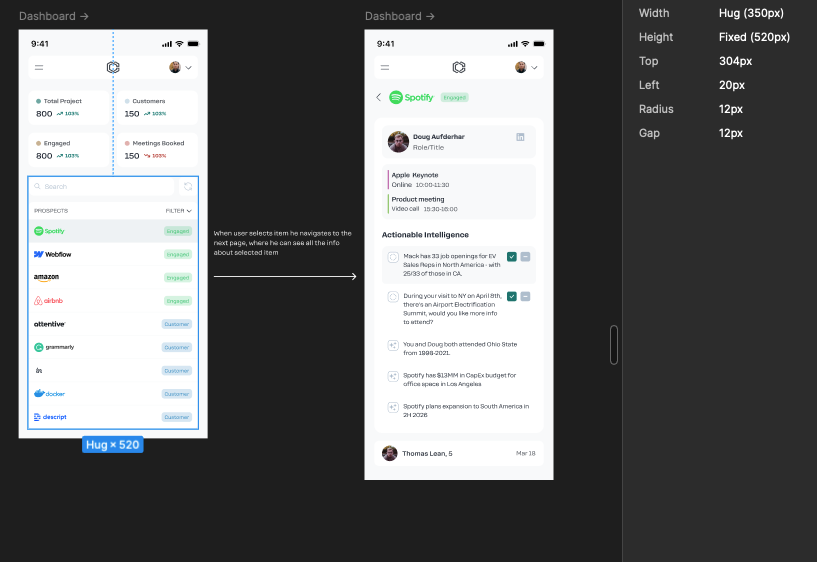 Dashboard →
9:41
Total Project
800 103%
Customers
150 103%
Engaged
800 103%
Meetings Booked
150 103%
Search
PROSPECTS
FILTER
Spotify Engaged
Webflow Engaged
amazon Engaged
airbnb Engaged
attentive Customer
grammarly Customer
Customer
docker Customer
descript Customer
Hug × 520
When user selects item he navigates to the
next page, where he can see all the info
about selected item
Dashboard →
9:41
Spotify Engaged
Doug Aufderhar
Role/Title
Apple Keynote
Online 10:00-11:30
Product meeting
Video call 15:30-16:00
Actionable Intelligence
Mack has 33 job openings for EV
Sales Reps in North America - with
25/33 of those in CA.
During your visit to NY on April 8th,
there's an Airport Electrification
Summit, would you like more info
to attend?
You and Doug both attended Ohio State
from 1998-2021.
Spotify has $13MM in CapEx budget for
office space in Los Angeles
Spotify plans expansion to South America in
2H 2026
Thomas Lean, 5 Mar 18
Width Hug (350px)
Height Fixed (520px)
Top 304px
Left 20px
Radius 12px
Gap 12px